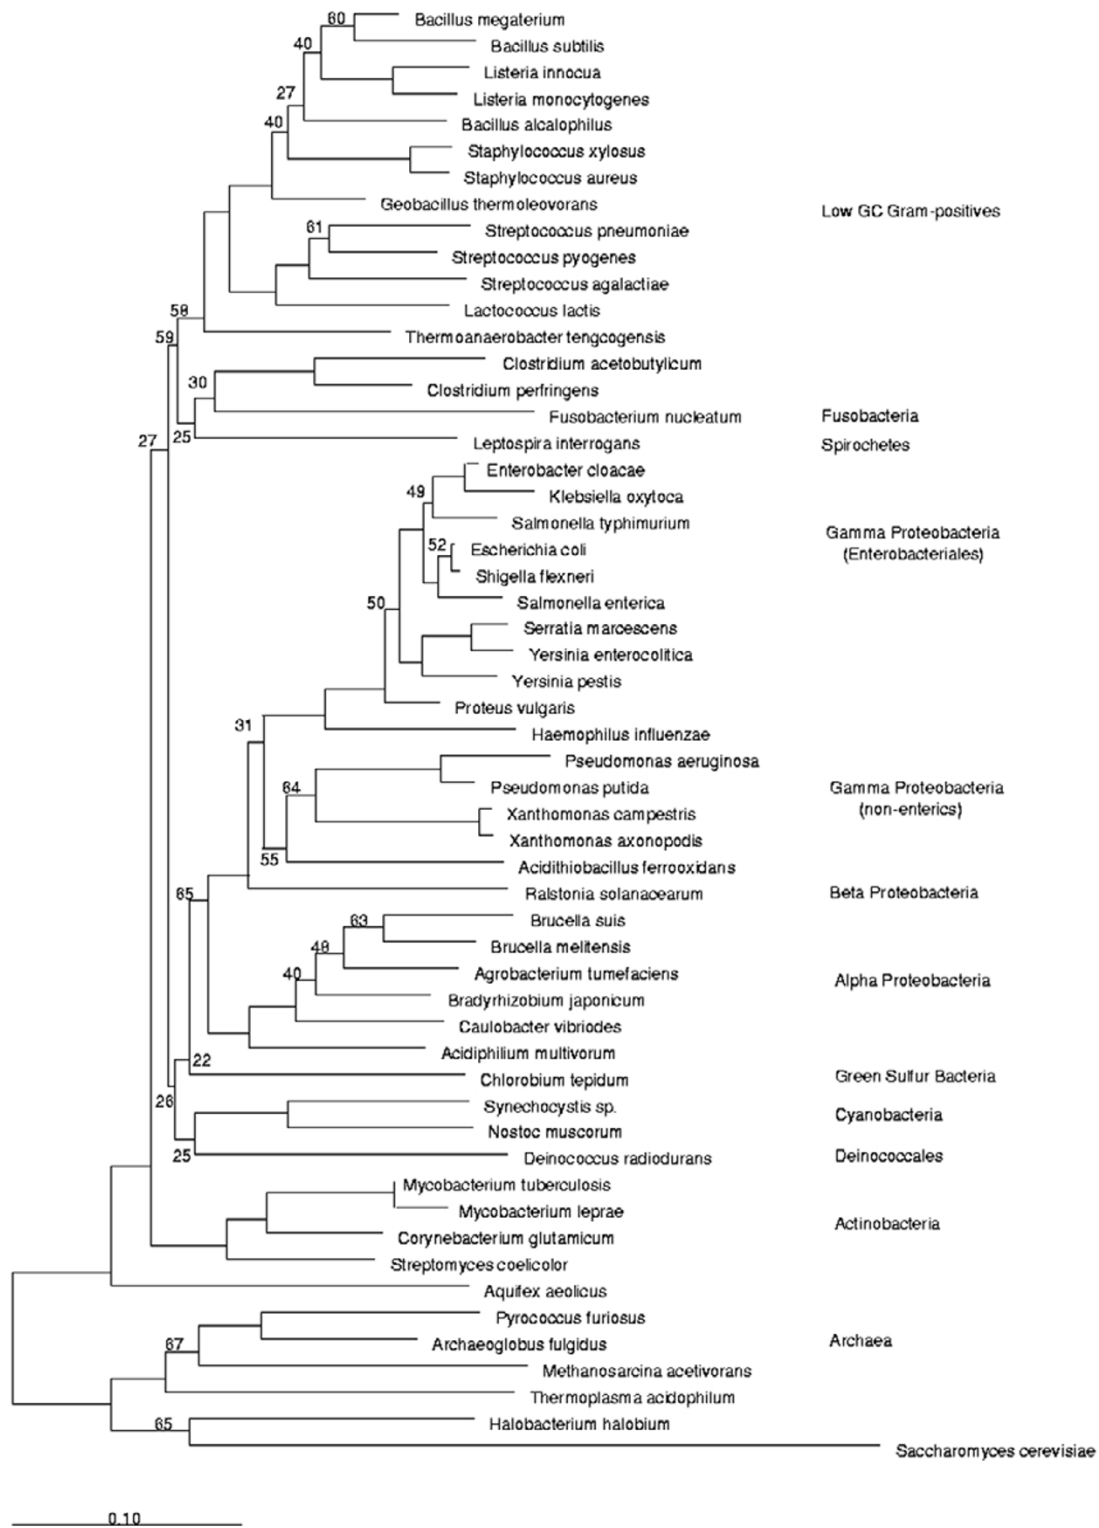 60
Bacillus megaterium
40
Bacillus subtilis
Listeria innocua
27
Listeria monocytogenes
40
Bacillus alcalophilus
Staphylococcus xylosus
Staphylococcus aureus
Geobacillus thermoleovorans
Low GC Gram-positives
61
Streptococcus pneumoniae
Streptococcus pyogenes
Streptococcus agalactiae
58
Lactococcus lactis
59
Thermoanaerobacter tengcogensis
Clostridium acetobutylicum
30
Clostridium perfringens
Fusobacterium nucleatum
Fusobacteria
27
25
Leptospira interrogans
Spirochetes
Enterobacter cloacae
49
Klebsiella oxytoca
Salmonella typhimurium
Gamma Proteobacteria
(Enterobacteriales)
52
Escherichia coli
Shigella flexneri
50
Salmonella enterica
Serratia marcescens
Yersinia enterocolitica
Yersinia pestis
Proteus vulgaris
31
Haemophilus influenzae
Pseudomonas aeruginosa
64
Pseudomonas putida
Gamma Proteobacteria
(non-enterics)
Xanthomonas campestris
Xanthomonas axonopodis
55
Acidithiobacillus ferrooxidans
65
Ralstonia solanacearum
Beta Proteobacteria
63
Brucella suis
48
Brucella melitensis
40
Agrobacterium tumefaciens
Alpha Proteobacteria
Bradyrhizobium japonicum
Caulobacter vibriodes
Acidiphilium multivorum
22
Chlorobium tepidum
Green Sulfur Bacteria
26
Synechocystis sp.
Cyanobacteria
Nostoc muscorum
25
Deinococcus radiodurans
Deinococcales
Mycobacterium tuberculosis
Mycobacterium leprae
Actinobacteria
Corynebacterium glutamicum
Streptomyces coelicolor
Aquifex aeolicus
Pyrococcus furiosus
67
Archaeoglobus fulgidus
Archaea
Methanosarcina acetivorans
Thermoplasma acidophilum
65
Halobacterium halobium
Saccharomyces cerevisiae
0.10